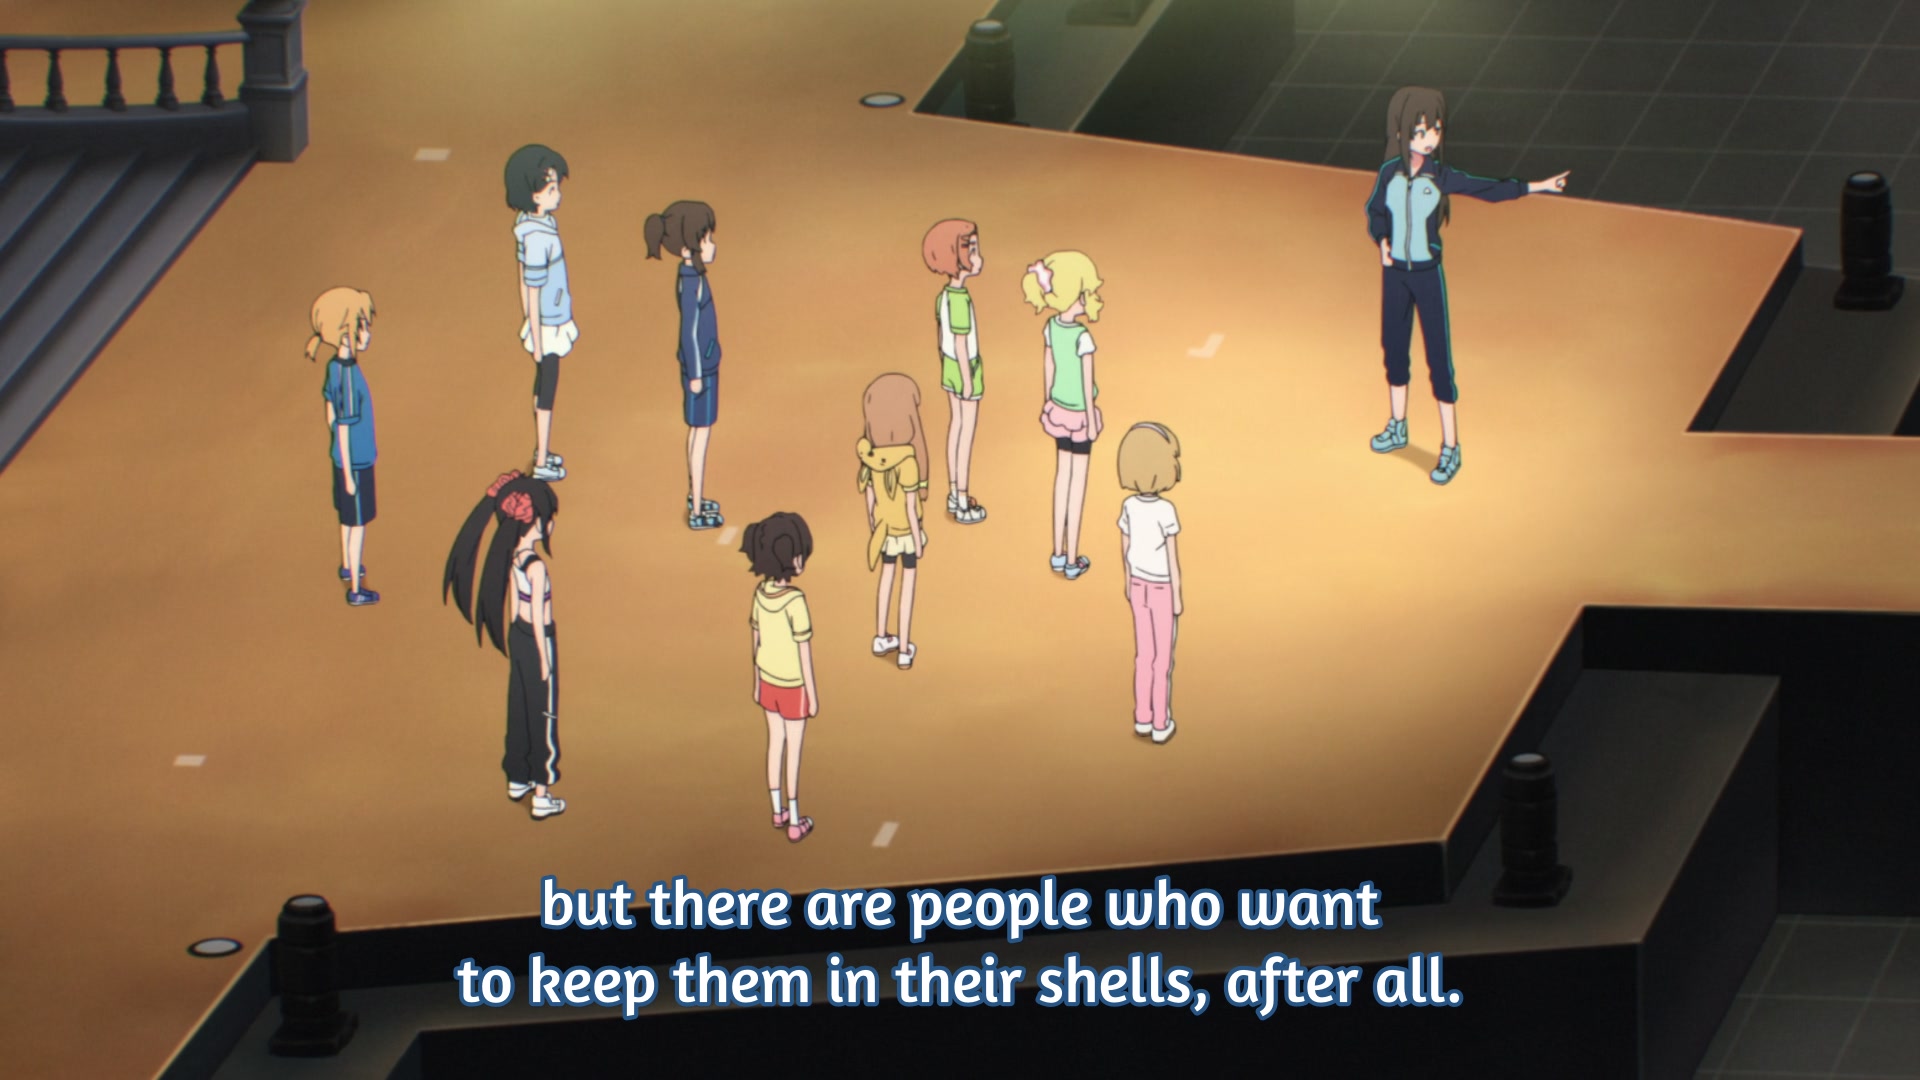 but there are people who want
to keep them in their shells, after all.